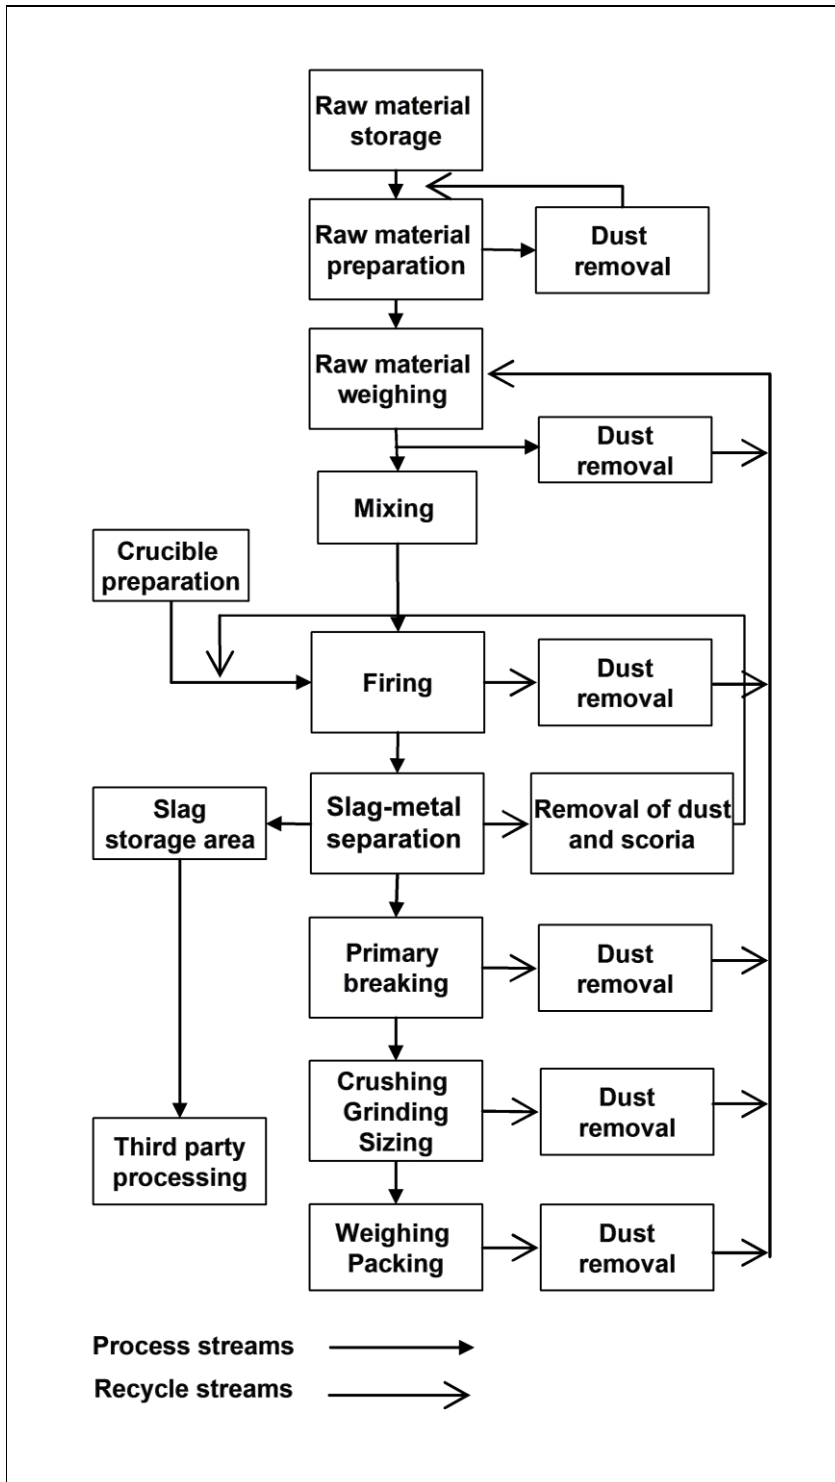 Raw material
storage
Raw material
preparation
Dust
removal
Raw material
weighing
Dust
removal
Mixing
Crucible
preparation
Firing
Dust
removal
Slag
storage area
Slag-metal
separation
Removal of dust
and scoria
Primary
breaking
Dust
removal
Crushing
Grinding
Sizing
Dust
removal
Third party
processing
Weighing
Packing
Dust
removal
Process streams
Recycle streams